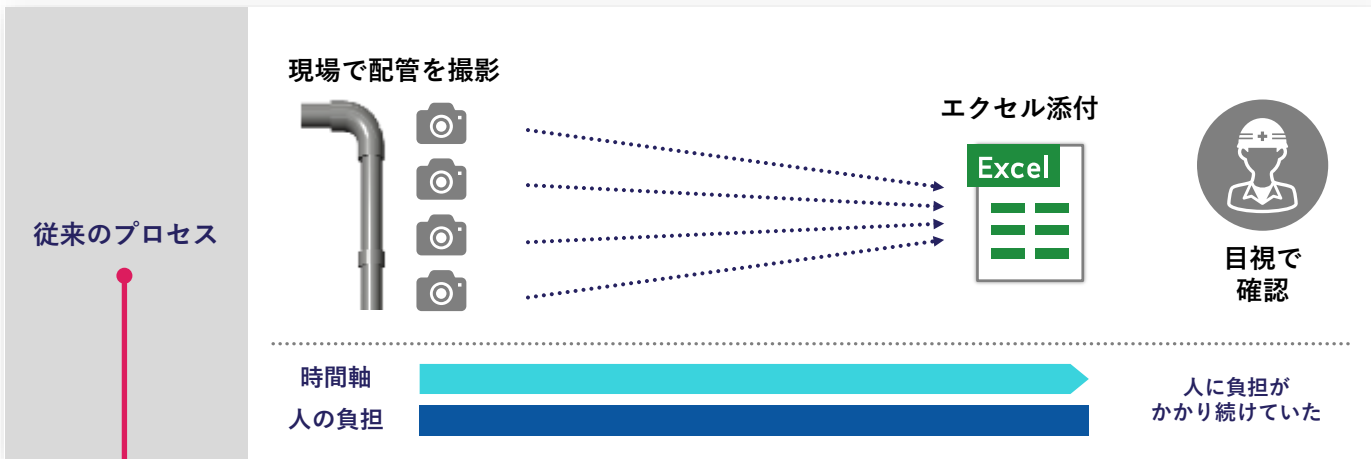 現場で配管を撮影
エクセル添付
Excel
従来のプロセス
目視で
確認
時間軸
人の負担
人に負担が
かかり続けていた